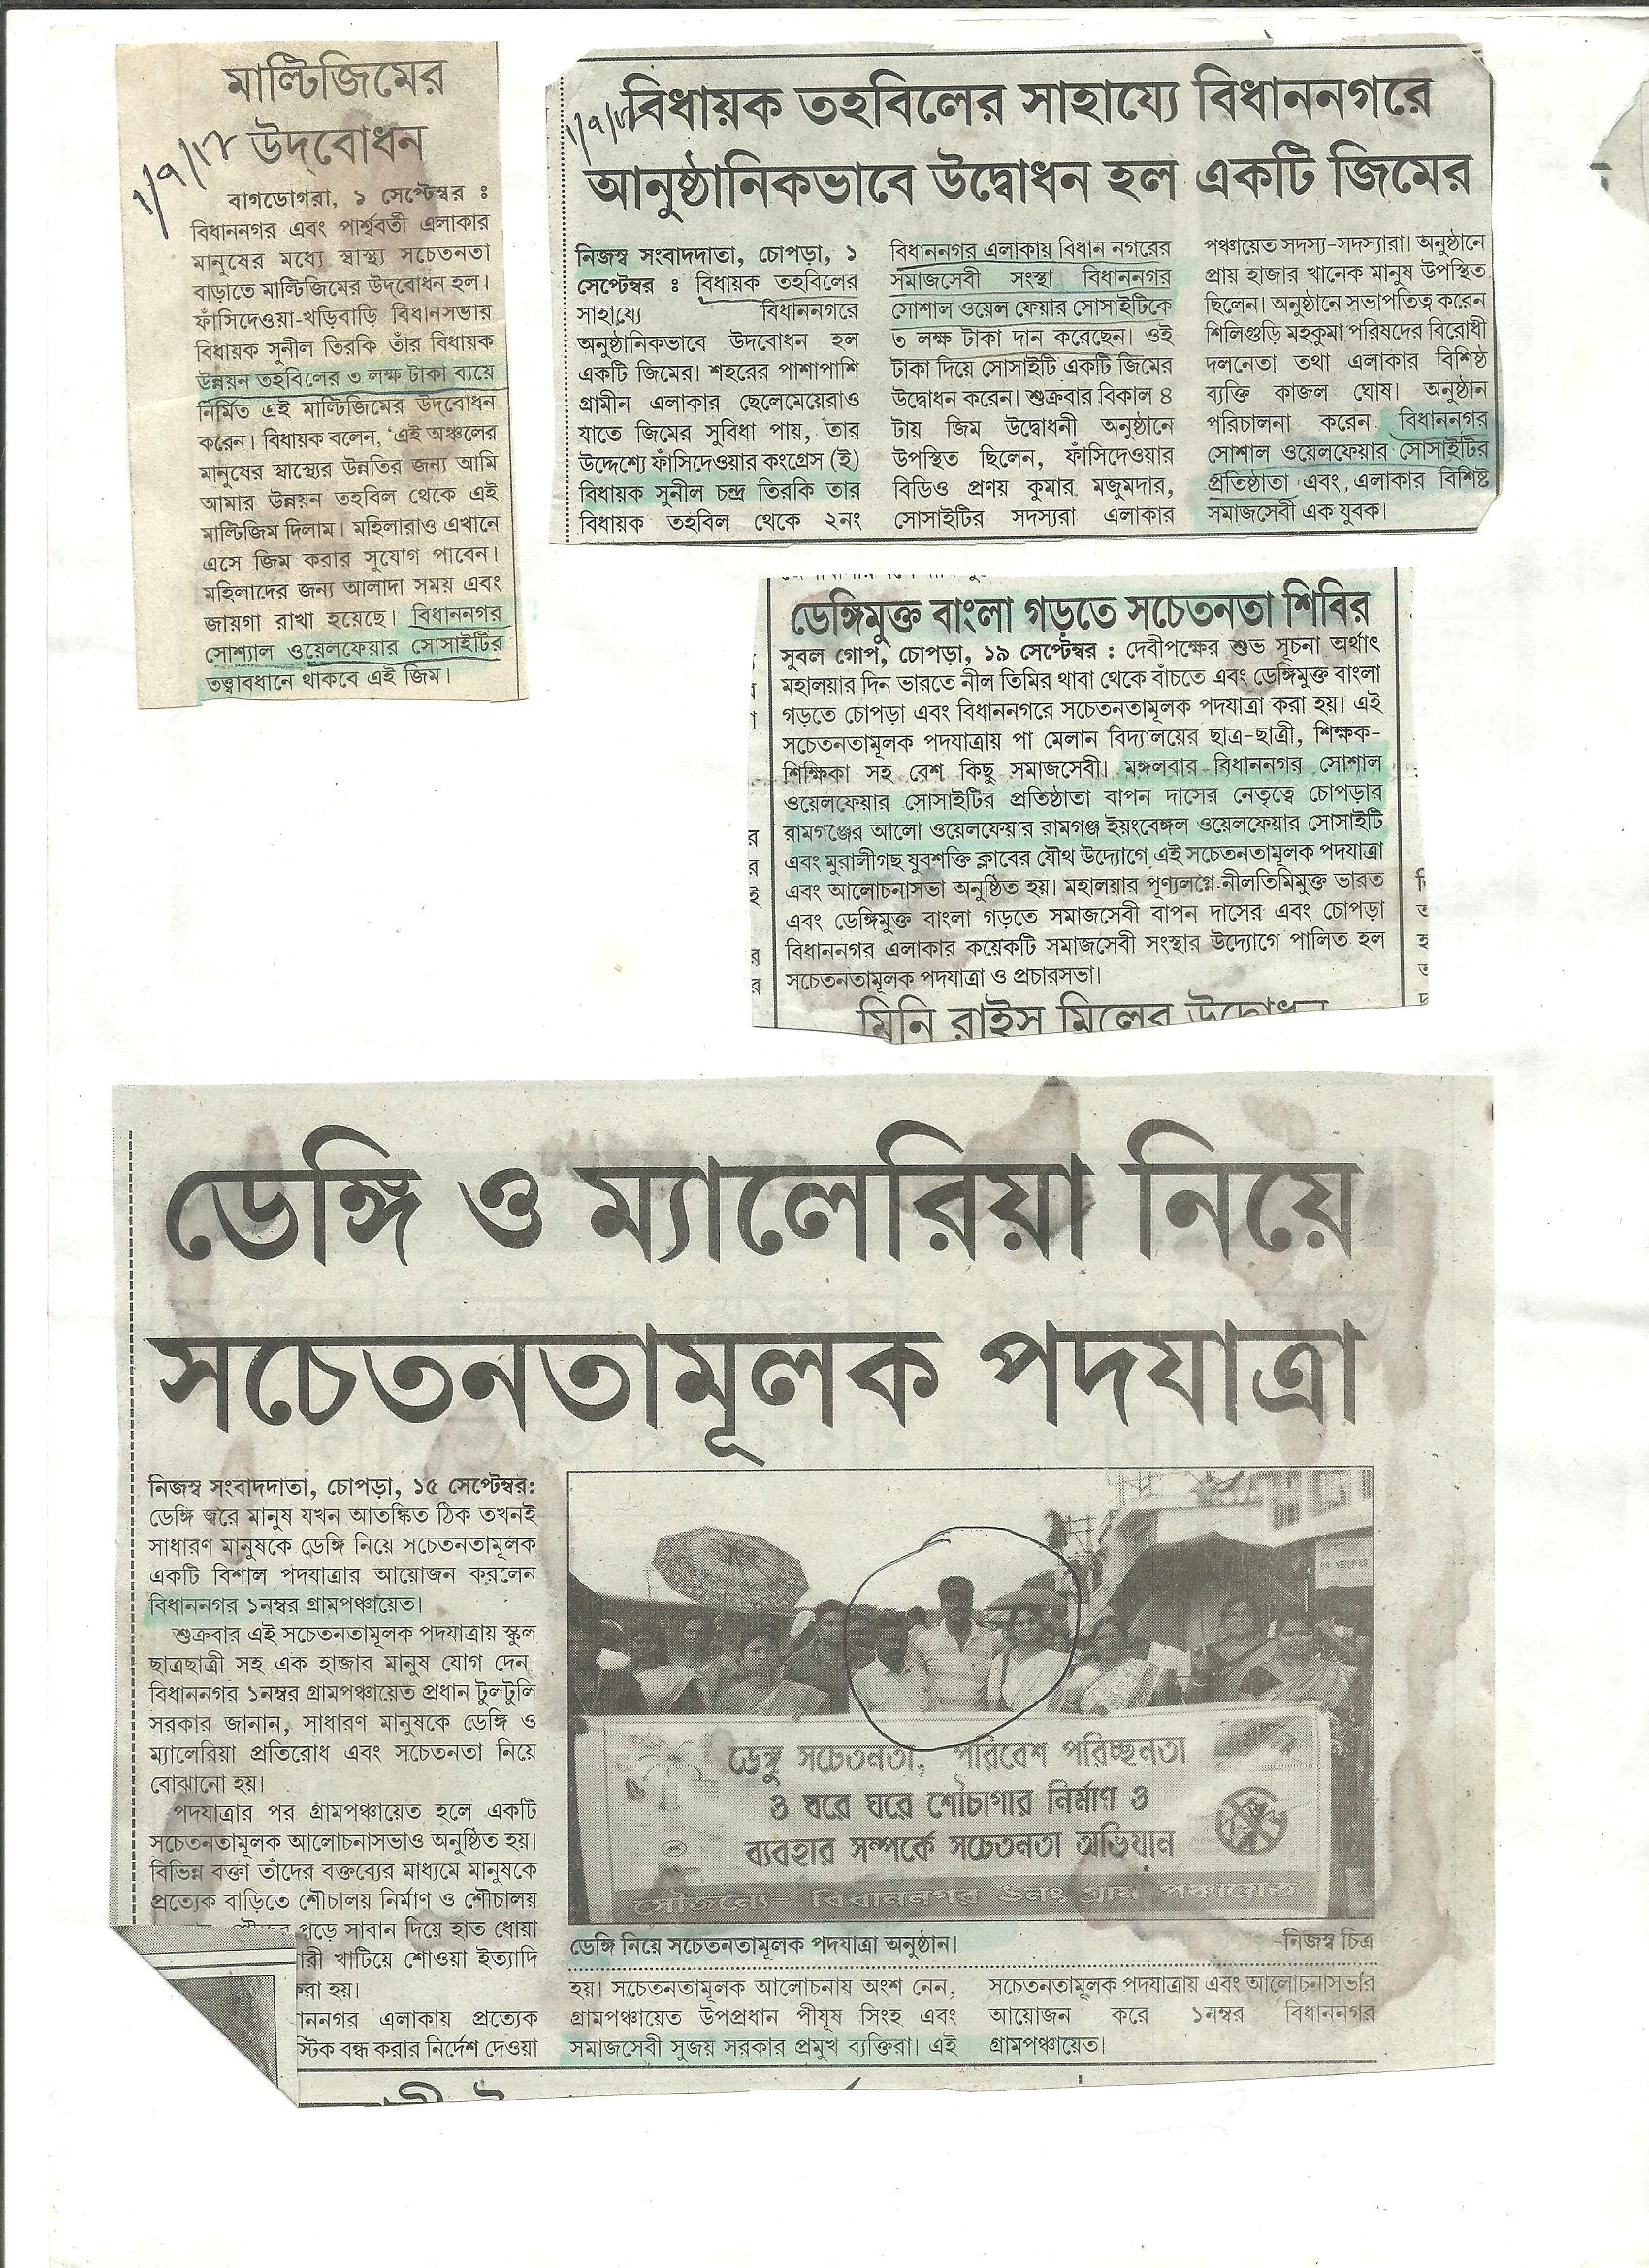 মাল্টিজিমের
উদ্‌বোধন
বাগডোগরা, ১ সেপ্টেম্বর :
বিধাননগর এবং পার্শ্ববর্তী এলাকার
মানুষের মধ্যে স্বাস্থ্য সচেতনতা
বাড়াতে মাল্টিজিমের উদবোধন হল।
ফাঁসিদেওয়া-খড়িবাড়ি বিধানসভার
বিধায়ক সুনীল তিরকি তাঁর বিধায়ক
উন্নয়ন তহবিলের ৩ লক্ষ টাকা ব্যয়ে
নির্মিত এই মাল্টিজিমের উদবোধন
করেন। বিধায়ক বলেন, ‘এই অঞ্চলের
মানুষের স্বাস্থ্যের উন্নতির জন্য আমি
আমার উন্নয়ন তহবিল থেকে এই
মাল্টিজিম দিলাম। মহিলারাও এখানে
এসে জিম করার সুযোগ পাবেন।
মহিলাদের জন্য আলাদা সময় এবং
জায়গা রাখা হয়েছে। বিধাননগর
সোশ্যাল ওয়েলফেয়ার সোসাইটির
তত্ত্বাবধানে থাকবে এই জিম।
বিধায়ক তহবিলের সাহায্যে বিধাননগরে
আনুষ্ঠানিকভাবে উদ্বোধন হল একটি জিমের
নিজস্ব সংবাদদাতা, চোপড়া, ১
সেপ্টেম্বর : বিধায়ক তহবিলের
সাহায্যে বিধাননগরে
অনুষ্ঠানিকভাবে উদবোধন হল
একটি জিমের। শহরের পাশাপাশি
গ্রামীন এলাকার ছেলেমেয়েরাও
যাতে জিমের সুবিধা পায়, তার
উদ্দেশ্যে ফাঁসিদেওয়ার কংগ্রেস (ই)
বিধায়ক সুনীল চন্দ্র তিরকি তার
বিধায়ক তহবিল থেকে ২নং
বিধাননগর এলাকায় বিধান নগরের
সমাজসেবী সংস্থা বিধাননগর
সোশাল ওয়েল ফেয়ার সোসাইটিকে
৩ লক্ষ টাকা দান করেছেন। ওই
টাকা দিয়ে সোসাইটি একটি জিমের
উদ্বোধন করেন। শুক্রবার বিকাল ৪
টায় জিম উদ্বোধনী অনুষ্ঠানে
উপস্থিত ছিলেন, ফাঁসিদেওয়ার
বিডিও প্রণয় কুমার মজুমদার,
সোসাইটির সদস্যরা এলাকার
পঞ্চায়েত সদস্য-সদস্যারা। অনুষ্ঠানে
প্রায় হাজার খানেক মানুষ উপস্থিত
ছিলেন। অনুষ্ঠানে সভাপতিত্ব করেন
শিলিগুড়ি মহকুমা পরিষদের বিরোধী
দলনেতা তথা এলাকার বিশিষ্ঠ
ব্যক্তি কাজল ঘোষ। অনুষ্ঠান
পরিচালনা করেন বিধাননগর
সোশাল ওয়েলফেয়ার সোসাইটির
প্রতিষ্ঠাতা এবং এলাকার বিশিষ্ট
সমাজসেবী এক যুবক।
ডেঙ্গিমুক্ত বাংলা গড়তে সচেতনতা শিবির
সুবল গোপ, চোপড়া, ১৯ সেপ্টেম্বর : দেবীপক্ষের শুভ সূচনা অর্থাৎ
মহালয়ার দিন ভারতে নীল তিমির থাবা থেকে বাঁচতে এবং ডেঙ্গিমুক্ত বাংলা
গড়তে চোপড়া এবং বিধাননগরে সচেতনতামূলক পদযাত্রা করা হয়। এই
সচেতনতামূলক পদযাত্রায় পা মেলান বিদ্যালয়ের ছাত্র-ছাত্রী, শিক্ষক-
শিক্ষিকা সহ বেশ কিছু সমাজসেবী। মঙ্গলবার বিধাননগর সোশাল
ওয়েলফেয়ার সোসাইটির প্রতিষ্ঠাতা বাপন দাসের নেতৃত্বে চোপড়ার
রামগঞ্জের আলো ওয়েলফেয়ার রামগঞ্জ ইয়ংবেঙ্গল ওয়েলফেয়ার সোসাইটি
এবং মুরালীগছ যুবশক্তি ক্লাবের যৌথ উদ্যোগে এই সচেতনতামূলক পদযাত্রা
এবং আলোচনাসভা অনুষ্ঠিত হয়। মহালয়ার পূণ্যলগ্নে নীলতিমিমুক্ত ভারত
এবং ডেঙ্গিমুক্ত বাংলা গড়তে সমাজসেবী বাপন দাসের এবং চোপড়া
বিধাননগর এলাকার কয়েকটি সমাজসেবী সংস্থার উদ্যোগে পালিত হল
সচেতনতামূলক পদযাত্রা ও প্রচারসভা।
মিনি রাইস মিলের উদ্বোধন
ডেঙ্গি ও ম্যালেরিয়া নিয়ে
সচেতনতামূলক পদযাত্রা
নিজস্ব সংবাদদাতা, চোপড়া, ১৫ সেপ্টেম্বর:
ডেঙ্গি জ্বরে মানুষ যখন আতঙ্কিত ঠিক তখনই
সাধারণ মানুষকে ডেঙ্গি নিয়ে সচেতনতামূলক
একটি বিশাল পদযাত্রার আয়োজন করলেন
বিধাননগর ১নম্বর গ্রামপঞ্চায়েত।
শুক্রবার এই সচেতনতামূলক পদযাত্রায় স্কুল
ছাত্রছাত্রী সহ এক হাজার মানুষ যোগ দেন।
বিধাননগর ১নম্বর গ্রামপঞ্চায়েত প্রধান টুলটুলি
সরকার জানান, সাধারণ মানুষকে ডেঙ্গি ও
ম্যালেরিয়া প্রতিরোধ এবং সচেতনতা নিয়ে
বোঝানো হয়।
পদযাত্রার পর গ্রামপঞ্চায়েত হলে একটি
সচেতনতামূলক আলোচনাসভাও অনুষ্ঠিত হয়।
বিভিন্ন বক্তা তাঁদের বক্তব্যের মাধ্যমে মানুষকে
প্রত্যেক বাড়িতে শৌচালয় নির্মাণ ও শৌচালয়
পড়ে সাবান দিয়ে হাত ধোয়া
খাটিয়ে শোওয়া ইত্যাদি
হয়।
এলাকায় প্রত্যেক
বন্ধ করার নির্দেশ দেওয়া
ডেঙ্গু সচেতনতা, পরিবেশ পরিচ্ছনতা
ও ঘরে ঘরে শৌচাগার নির্মাণ ও
ব্যবহার সম্পর্কে সচেতনতা অভিযান
সৌজন্যে বিধাননগর ১নং গ্রাম পঞ্চায়েত
ডেঙ্গি নিয়ে সচেতনতামূলক পদযাত্রা অনুষ্ঠান।
-নিজস্ব চিত্র
হয়। সচেতনতামূলক আলোচনায় অংশ নেন,
গ্রামপঞ্চায়েত উপপ্রধান পীযূষ সিংহ এবং
সমাজসেবী সুজয় সরকার প্রমুখ ব্যক্তিরা। এই
সচেতনতামূলক পদযাত্রায় এবং আলোচনাসভার
আয়োজন করে ১নম্বর বিধাননগর
গ্রামপঞ্চায়েত।